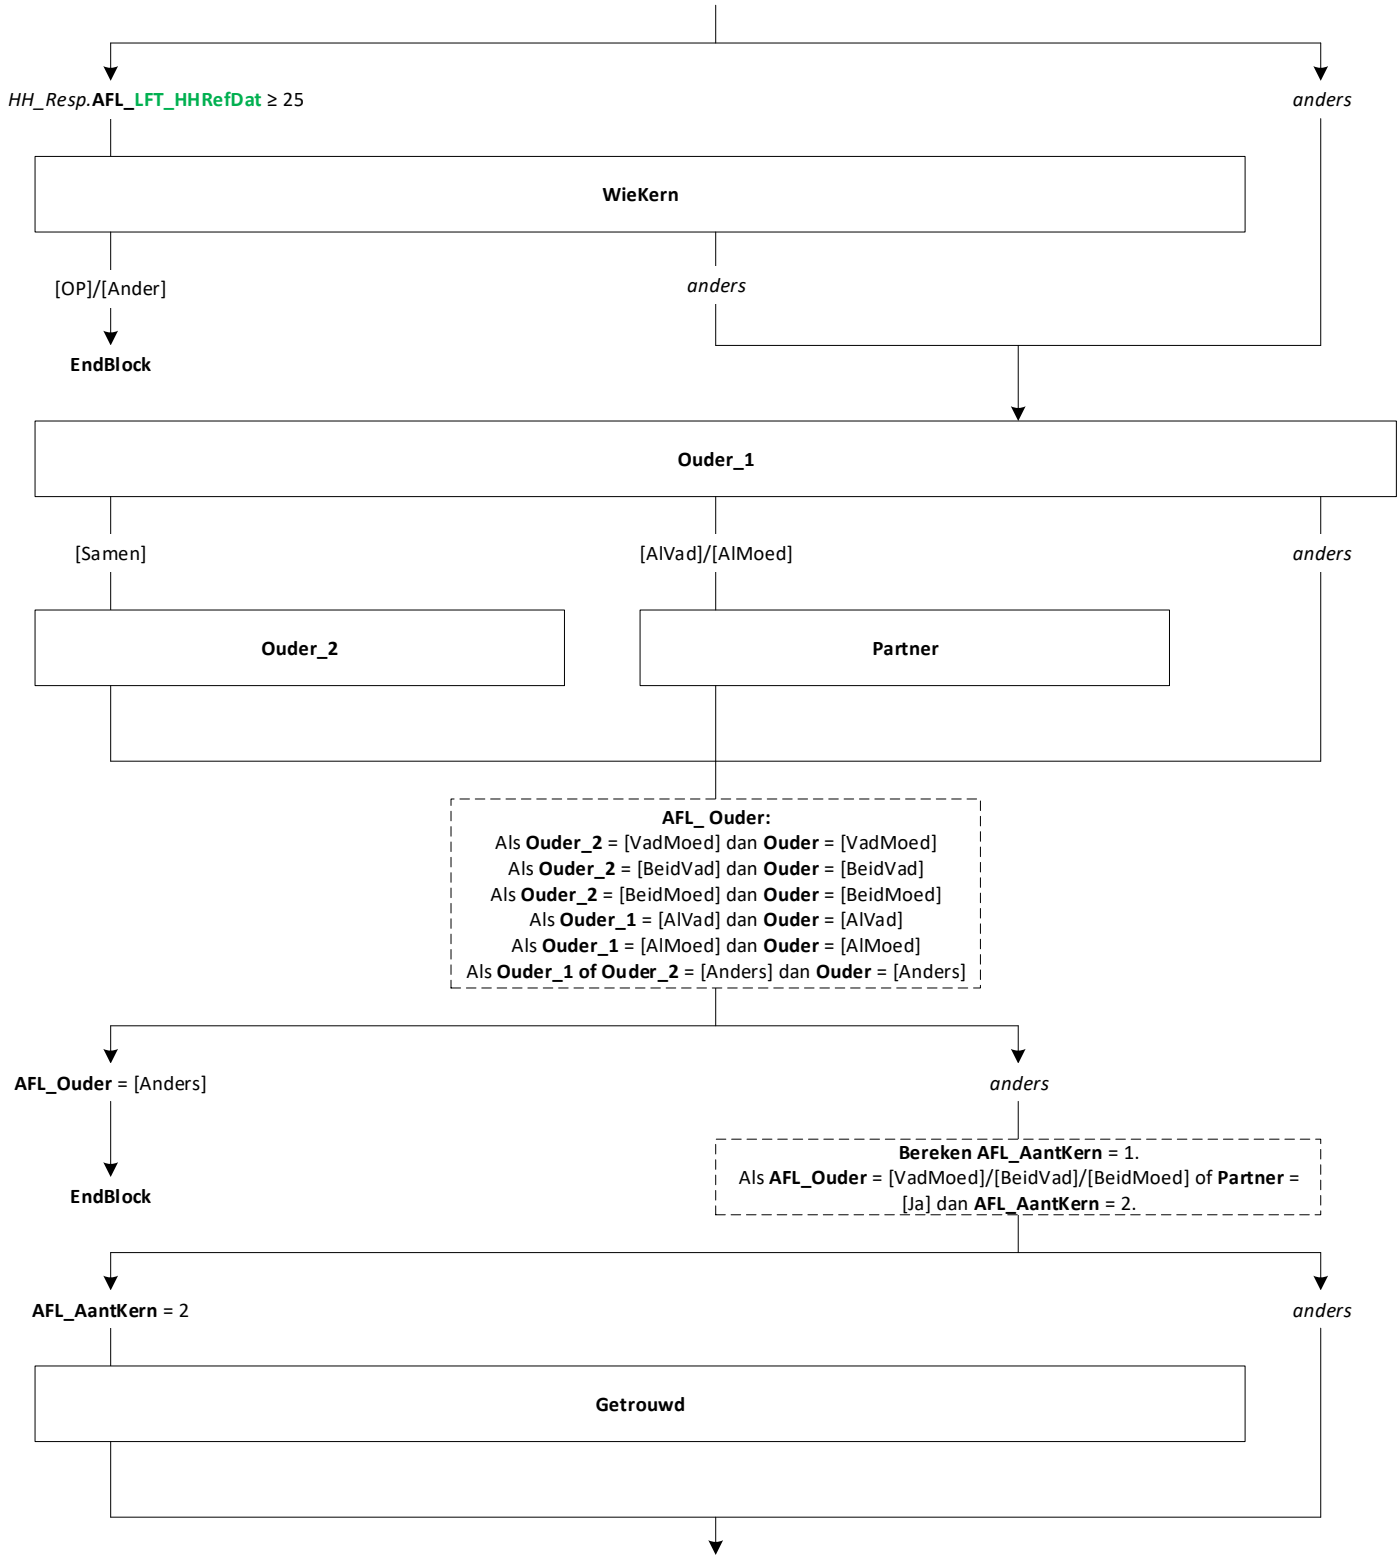 HH_Resp.AFL_LFT_HHRefDat ≥ 25
anders
WieKern
[OP]/[Ander]
anders
EndBlock
Ouder_1
[Samen]
[AlVad]/[AlMoed]
anders
Ouder_2
Partner
AFL_ Ouder:
Als Ouder_2 = [VadMoed] dan Ouder = [VadMoed]
Als Ouder_2 = [BeidVad] dan Ouder = [BeidVad]
Als Ouder_2 = [BeidMoed] dan Ouder = [BeidMoed]
Als Ouder_1 = [AlVad] dan Ouder = [AlVad]
Als Ouder_1 = [AlMoed] dan Ouder = [AlMoed]
Als Ouder_1 of Ouder_2 = [Anders] dan Ouder = [Anders]
AFL_Ouder = [Anders]
anders
EndBlock
Bereken AFL_AantKern = 1.
Als AFL_Ouder = [VadMoed]/[BeidVad]/[BeidMoed] of Partner =
[Ja] dan AFL_AantKern = 2.
AFL_AantKern = 2
anders
Getrouwd